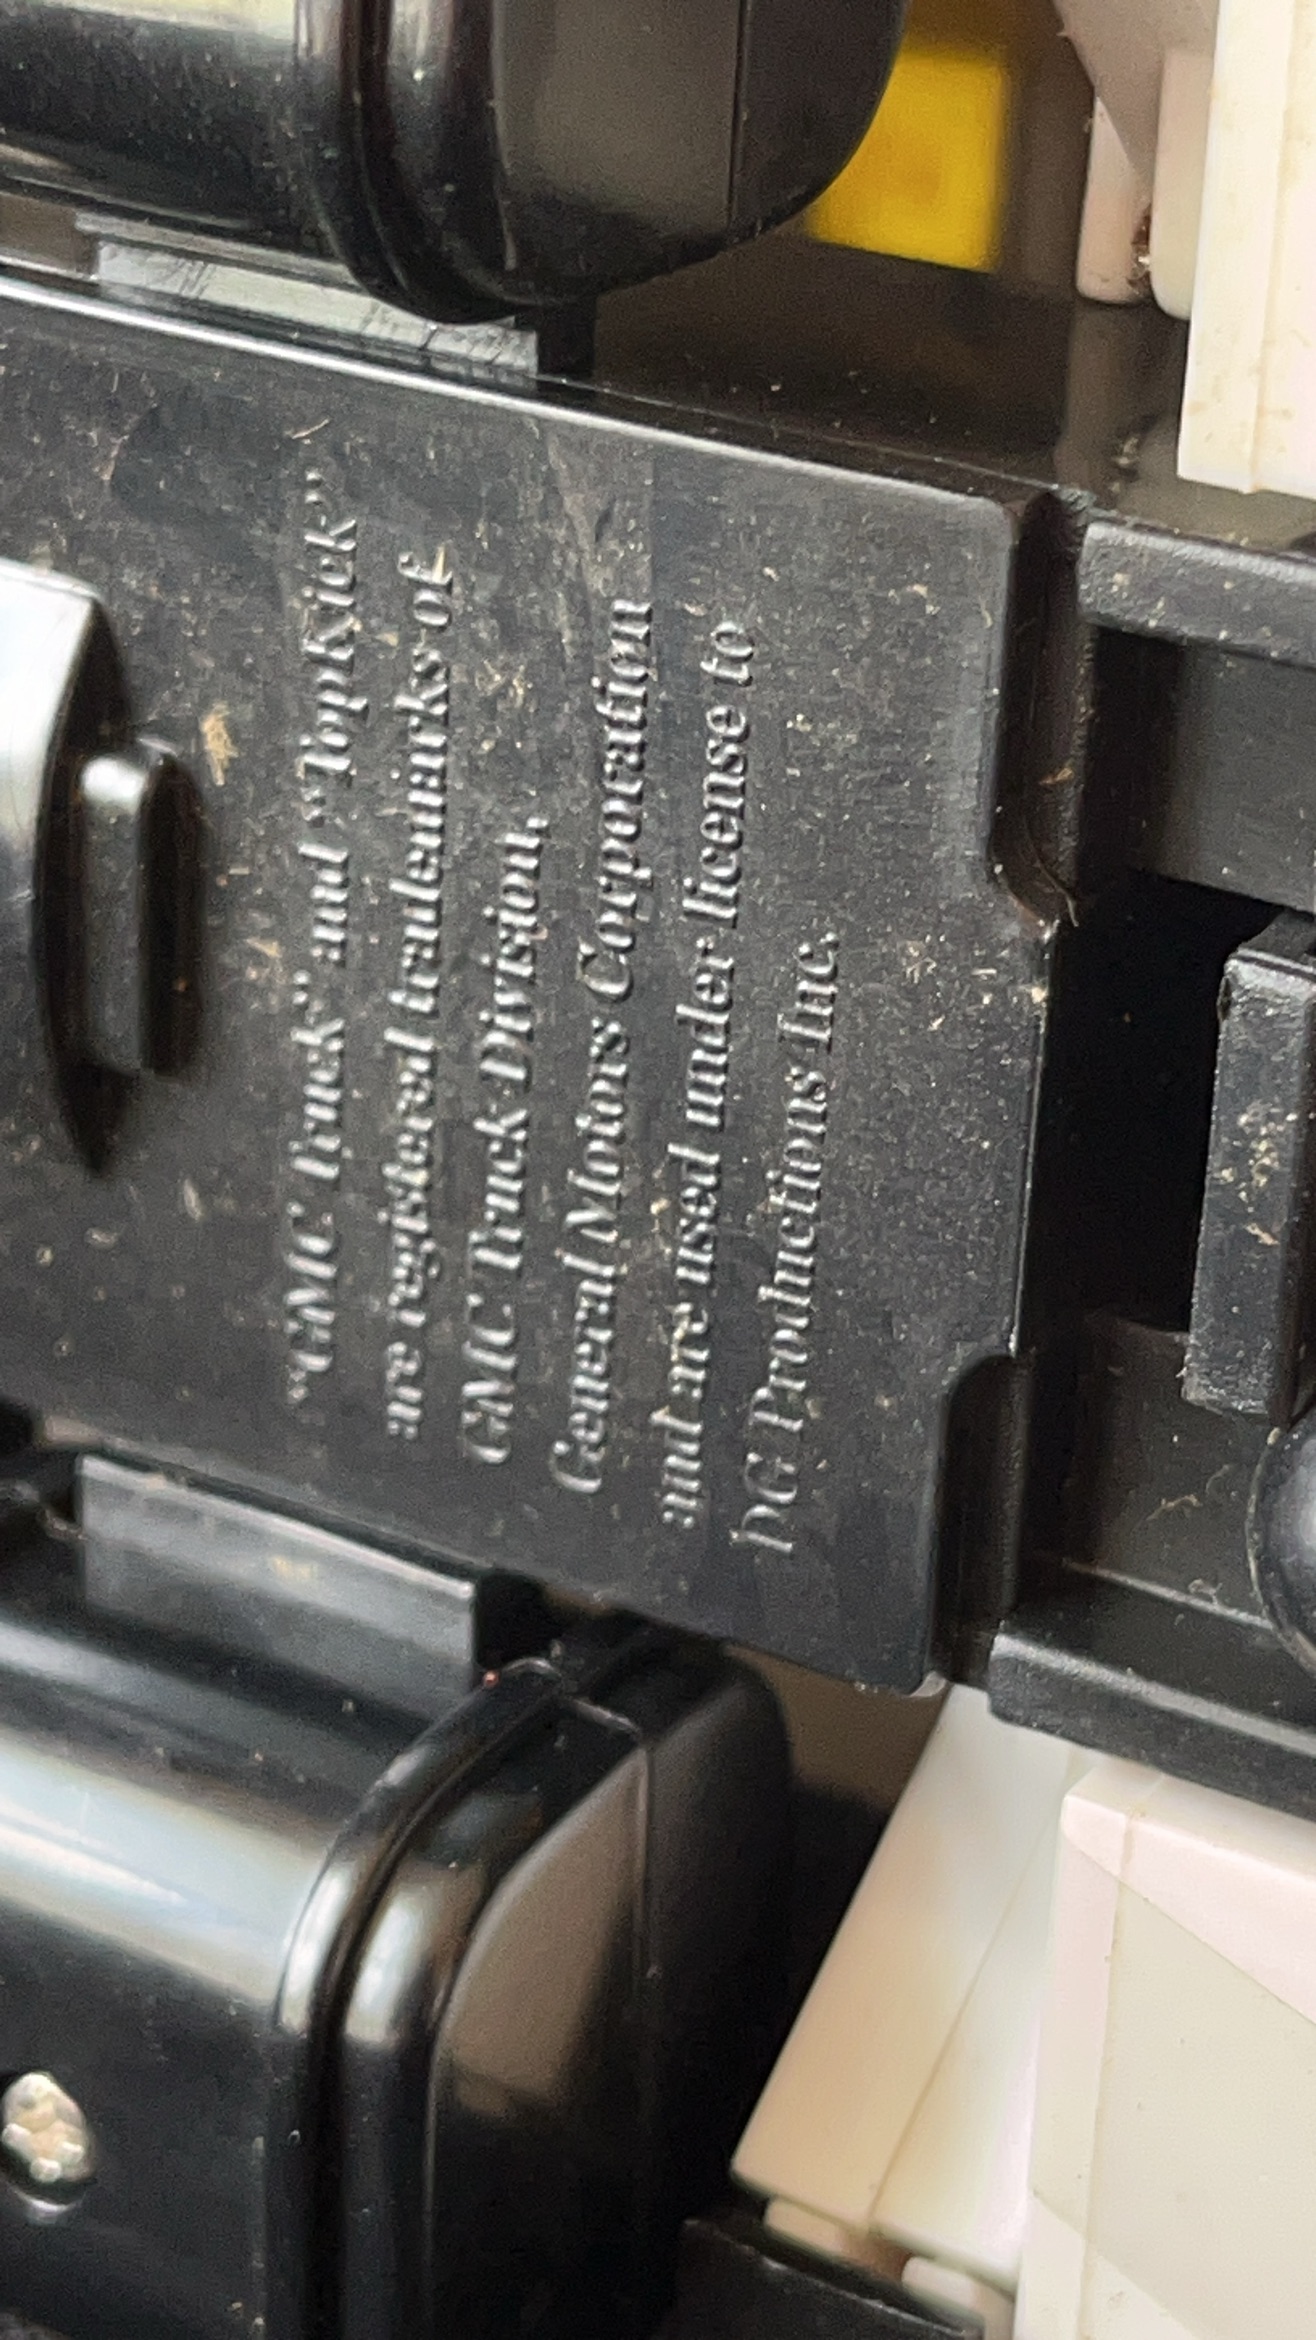 "GMC Truck" and "TopKick"
are registered trademarks of
GMC Truck Division,
General Motors Corporation
and are used under license to
DG Productions Inc.